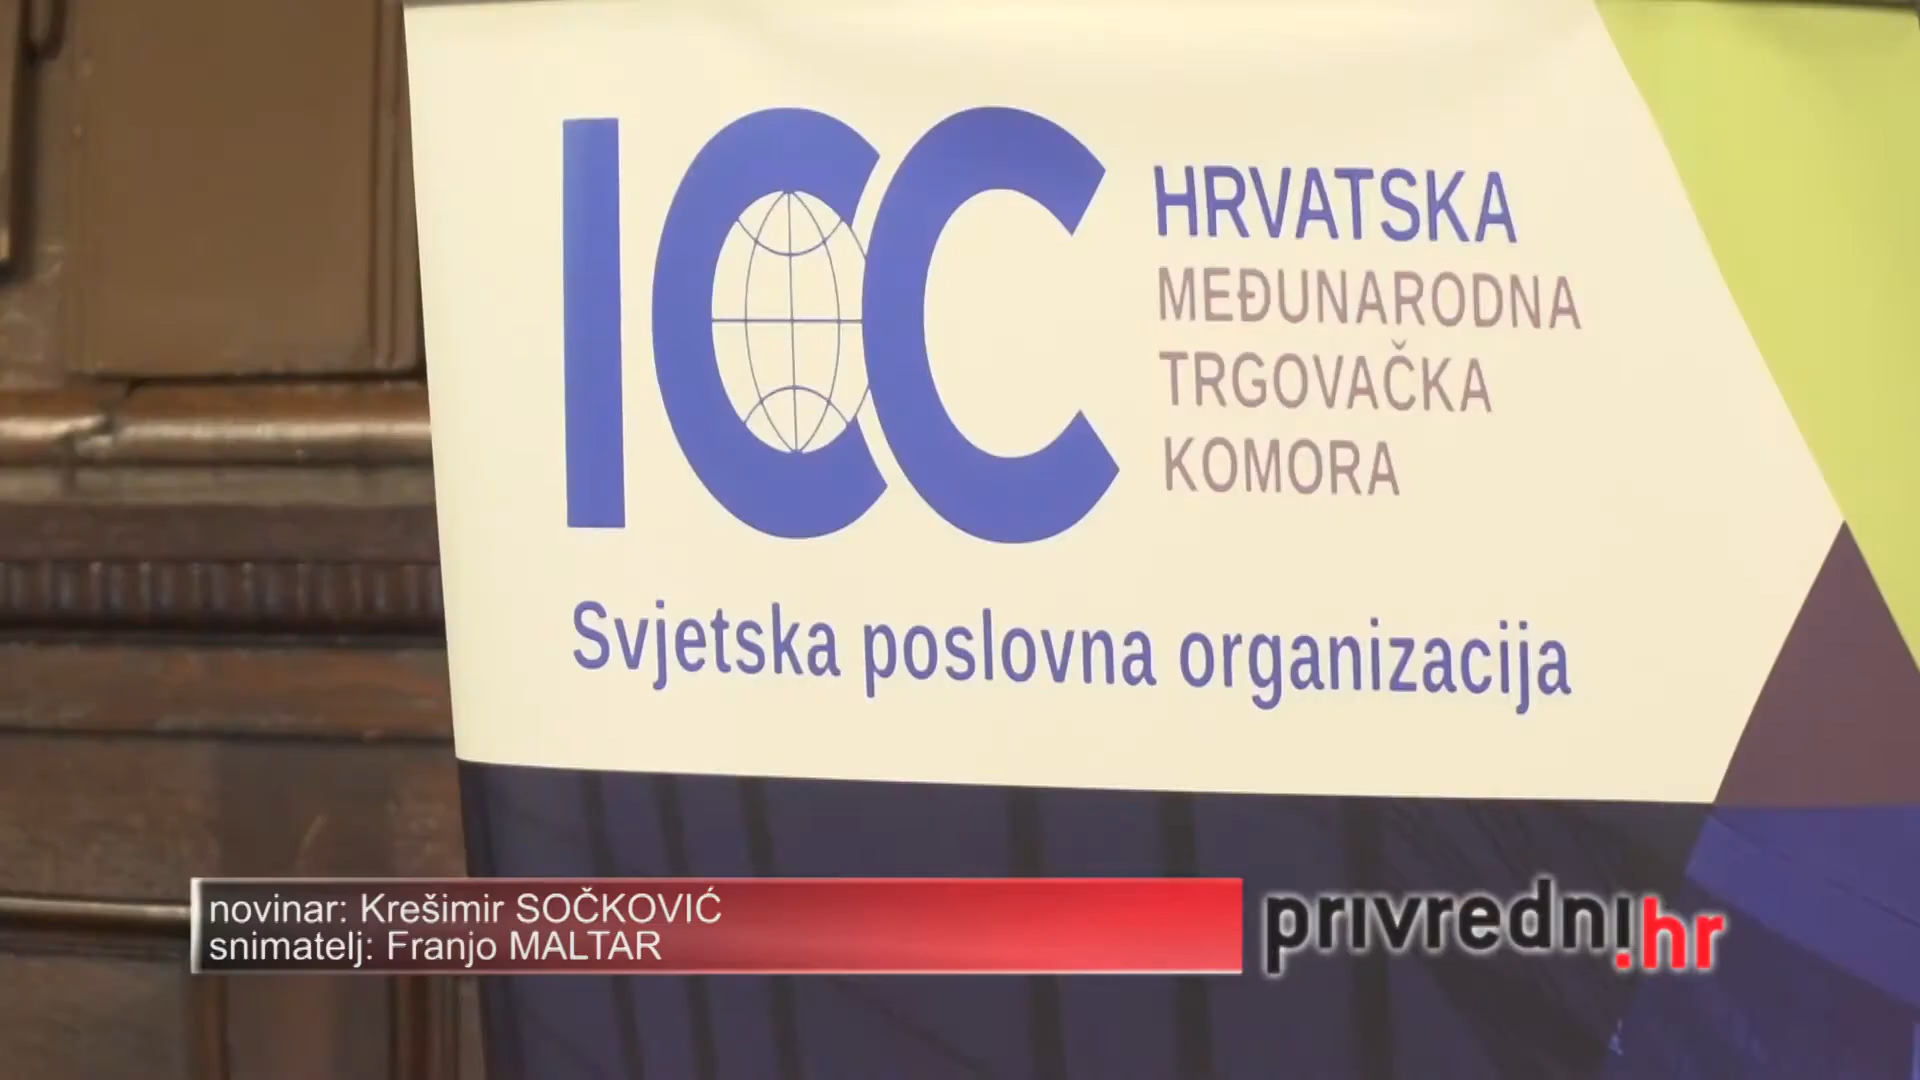 ICC
HRVATSKA
MEĐUNARODNA
TRGOVAČKA
KOMORA
Svjetska poslovna organizacija
novinar: Krešimir SOČKOVIĆ
snimatelj: Franjo MALTAR
privredni.hr